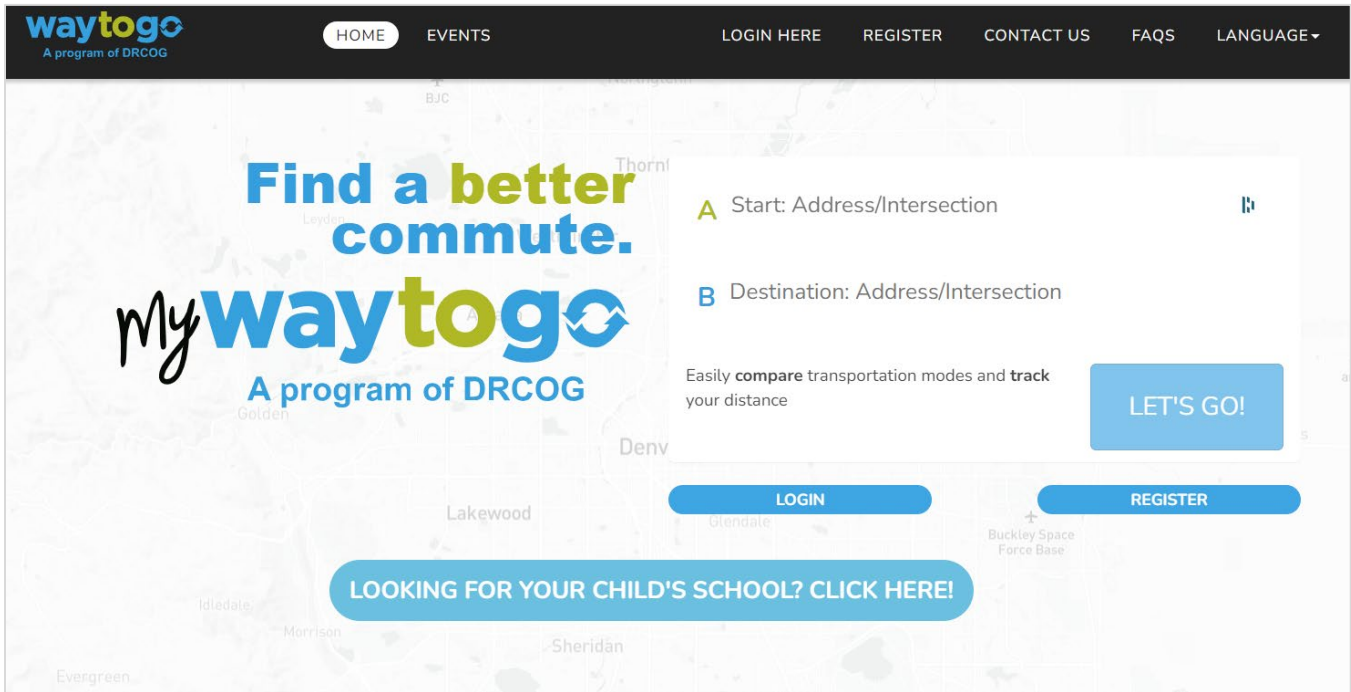 waytogo
A program of DRCOG
HOME EVENTS LOGIN HERE REGISTER CONTACT US FAQS LANGUAGE
BJC
Thornt
Find a better
Leyden
commute.
A Start: Address/Intersection
B Destination: Address/Intersection
my waytogo
A program of DRCOG
Golden
Easily compare transportation modes and track
your distance
LET'S GO!
Denv
LOGIN REGISTER
Lakewood
Glendale
Buckley Space
Force Base
LOOKING FOR YOUR CHILD'S SCHOOL? CLICK HERE!
Idledale
Morrison
Sheridan
Evergreen